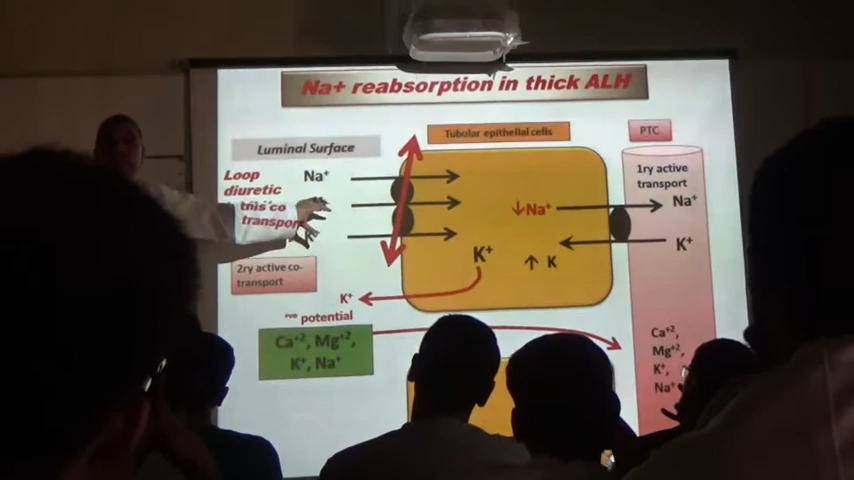 Na+ reabsorption in thick ALH
Luminal Surface
Tubular epithelial cells
PTC
Loop
diuretic
co
transport
Na⁺
1ry active
transport
↓Na⁺
Na⁺
K⁺
↑ K
K⁺
2ry active co-
transport
K⁺
⁺ᵛᵉ potential
Ca⁺², Mg⁺²,
K⁺, Na⁺
Ca⁺²,
Mg⁺²,
K⁺,
Na⁺